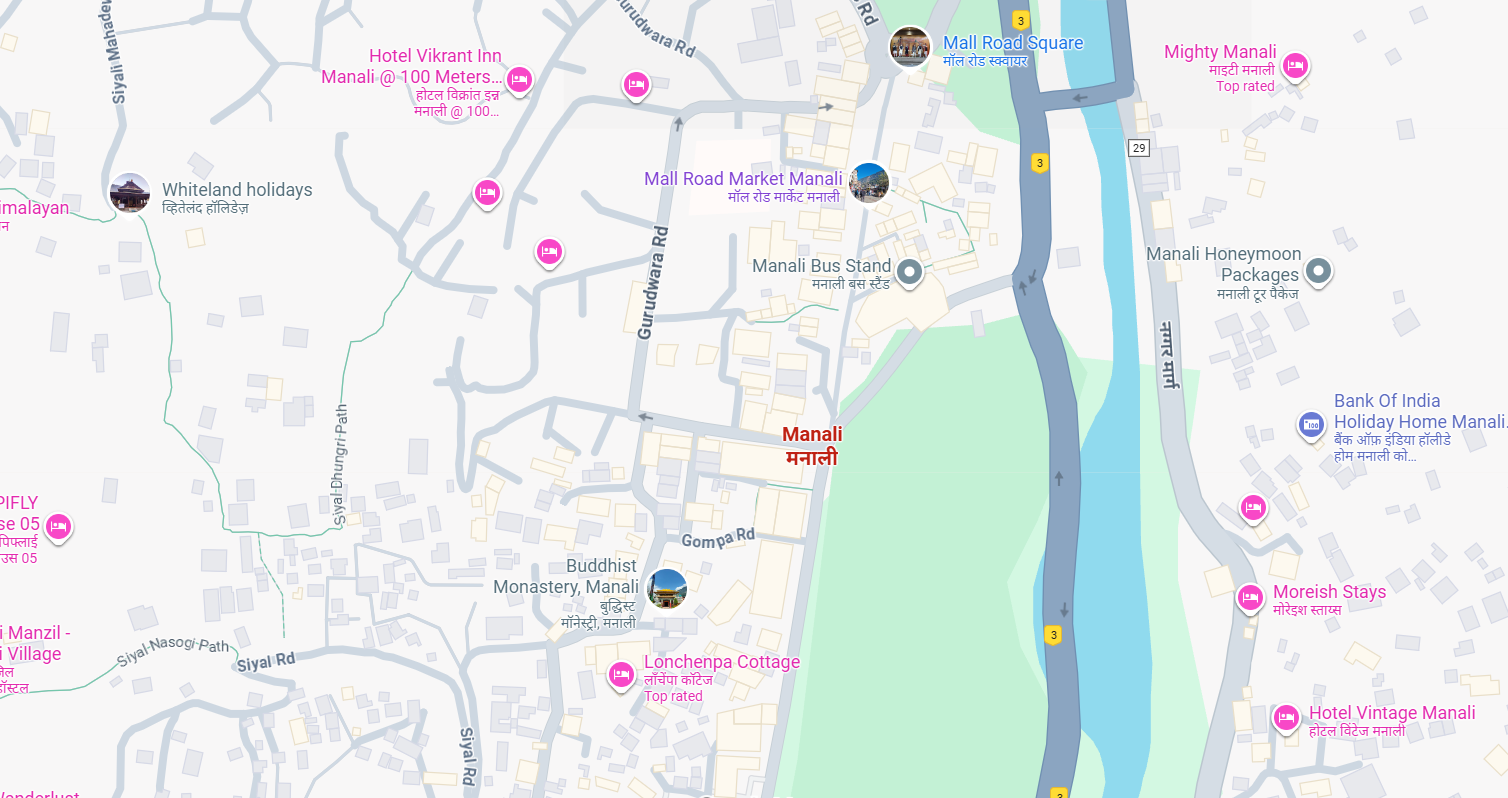 Siyali Mahadev
Gurudwara Rd
Rd
3
Mall Road Square
मॉल रोड स्क्वायर
Hotel Vikrant Inn
Manali @ 100 Meters…
होटल विक्रांत इन्न
मनाली @ 100…
Mighty Manali
माइटी मनाली
Top rated
29
3
Mall Road Market Manali
मॉल रोड मार्केट मनाली
Whiteland holidays
व्हितेलंद हॉलिडेज़
imalayan
न
Gurudwara Rd
Manali Bus Stand
मनाली बस स्टैंड
Manali Honeymoon
Packages
मनाली टूर पैकेज
नग्गर मार्ग
Siyal-Dhungri-Path
Manali
मनाली
Bank Of India
Holiday Home Manali…
बैंक ऑफ़ इंडिया हॉलीडे
होम मनाली को…
PIFLY
se 05
पिफ्लाई
उस 05
Gompa Rd
Buddhist
Monastery, Manali
बुद्धिस्ट
मॉनेस्ट्री, मनाली
Moreish Stays
मोरेइश स्तायस
3
i Manzil -
i Village
जिल
हॉस्टल
Siyal-Nasogi-Path
Siyal Rd
Lonchenpa Cottage
लाँचेंपा कॉटेज
Top rated
Hotel Vintage Manali
होटल विंटेज मनाली
Siyal Rd
Wanderlust
3